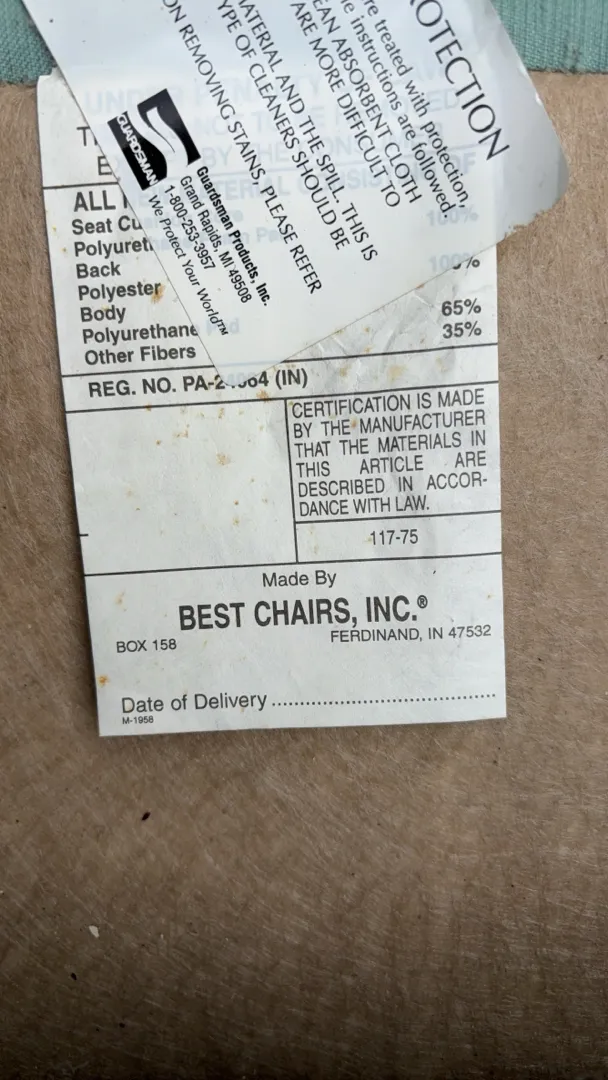 OTECTION
re treated with protection,
e instructions are followed.
EAN ABSORBENT CLOTH
ARE MORE DIFFICULT TO
MATERIAL AND THE SPILL. THIS IS
YPE OF CLEANERS SHOULD BE
ON REMOVING STAINS, PLEASE REFER
GUARDSMAN
Guardsman Products, Inc.
Grand Rapids, MI 49508
1-800-253-3957
We Protect Your World™
ALL
Seat Cu
Polyuret
100%
Back
Polyester
Body 65%
Polyurethane 35%
Other Fibers
REG. NO. PA- (IN)
CERTIFICATION IS MADE
BY THE MANUFACTURER
THAT THE MATERIALS IN
THIS ARTICLE ARE
DESCRIBED IN ACCOR-
DANCE WITH LAW.
117-75
Made By
BEST CHAIRS, INC.®
BOX 158 FERDINAND, IN 47532
Date of Delivery
M-1958